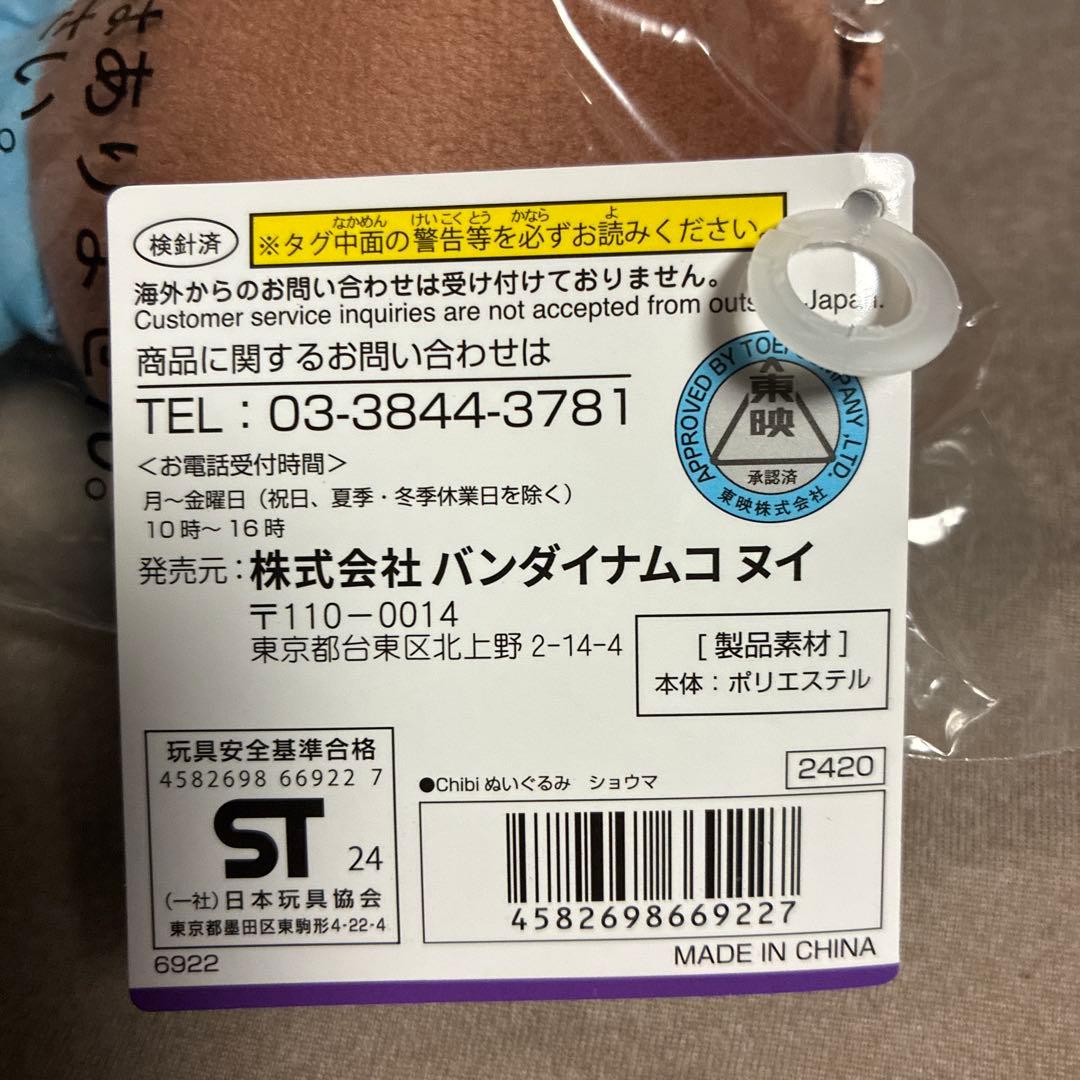 あります。
検針済
※タグ中面の警告等を必ずお読みください。
なかめん けいこくとう かなら よ
海外からのお問い合わせは受け付けておりません。
Customer service inquiries are not accepted from outs Japan.
商品に関するお問い合わせは
TEL：03-3844-3781
＜お電話受付時間＞
月～金曜日（祝日、夏季・冬季休業日を除く）
10時～16時
APPROVED BY TOEI COMPANY ,LTD.
東映
承認済
東映株式会社
発売元：株式会社 バンダイナムコ ヌイ
〒110－0014
東京都台東区北上野2-14-4
［製品素材］
本体：ポリエステル
玩具安全基準合格
4582698 66922 7
ST 24
（一社）日本玩具協会
東京都墨田区東駒形4-22-4
6922
2420
●Chibi ぬいぐるみ ショウマ
4582698669227
MADE IN CHINA